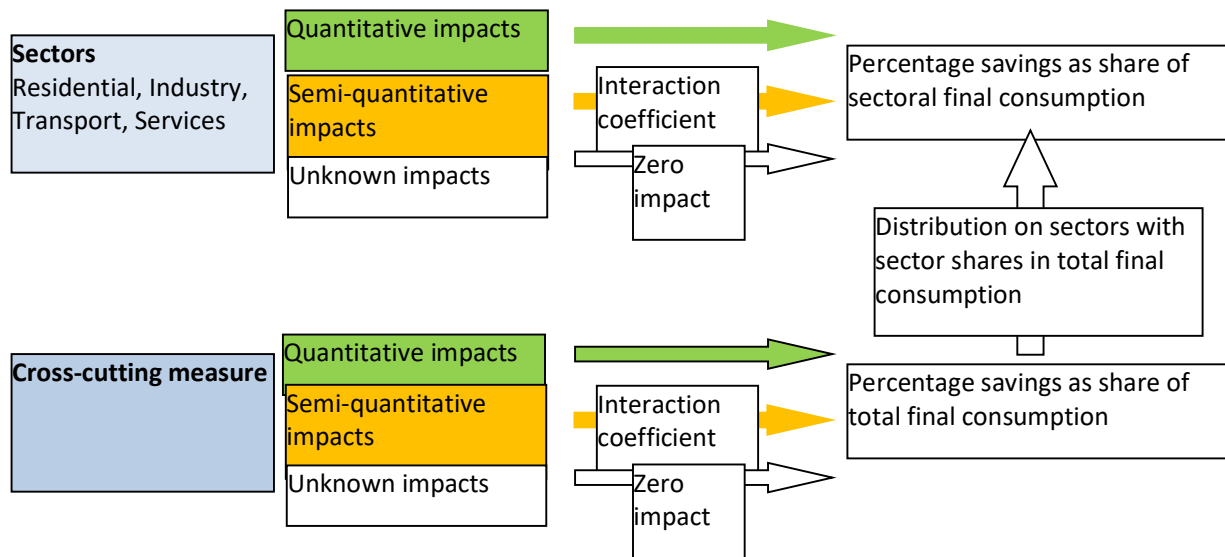 Sectors
Residential, Industry,
Transport, Services
Quantitative impacts
Semi-quantitative
impacts
Unknown impacts
Interaction
coefficient
Zero
impact
Percentage savings as share of
sectoral final consumption
Distribution on sectors with
sector shares in total final
consumption
Cross-cutting measure
Quantitative impacts
Semi-quantitative
impacts
Unknown impacts
Interaction
coefficient
Zero
impact
Percentage savings as share of
total final consumption